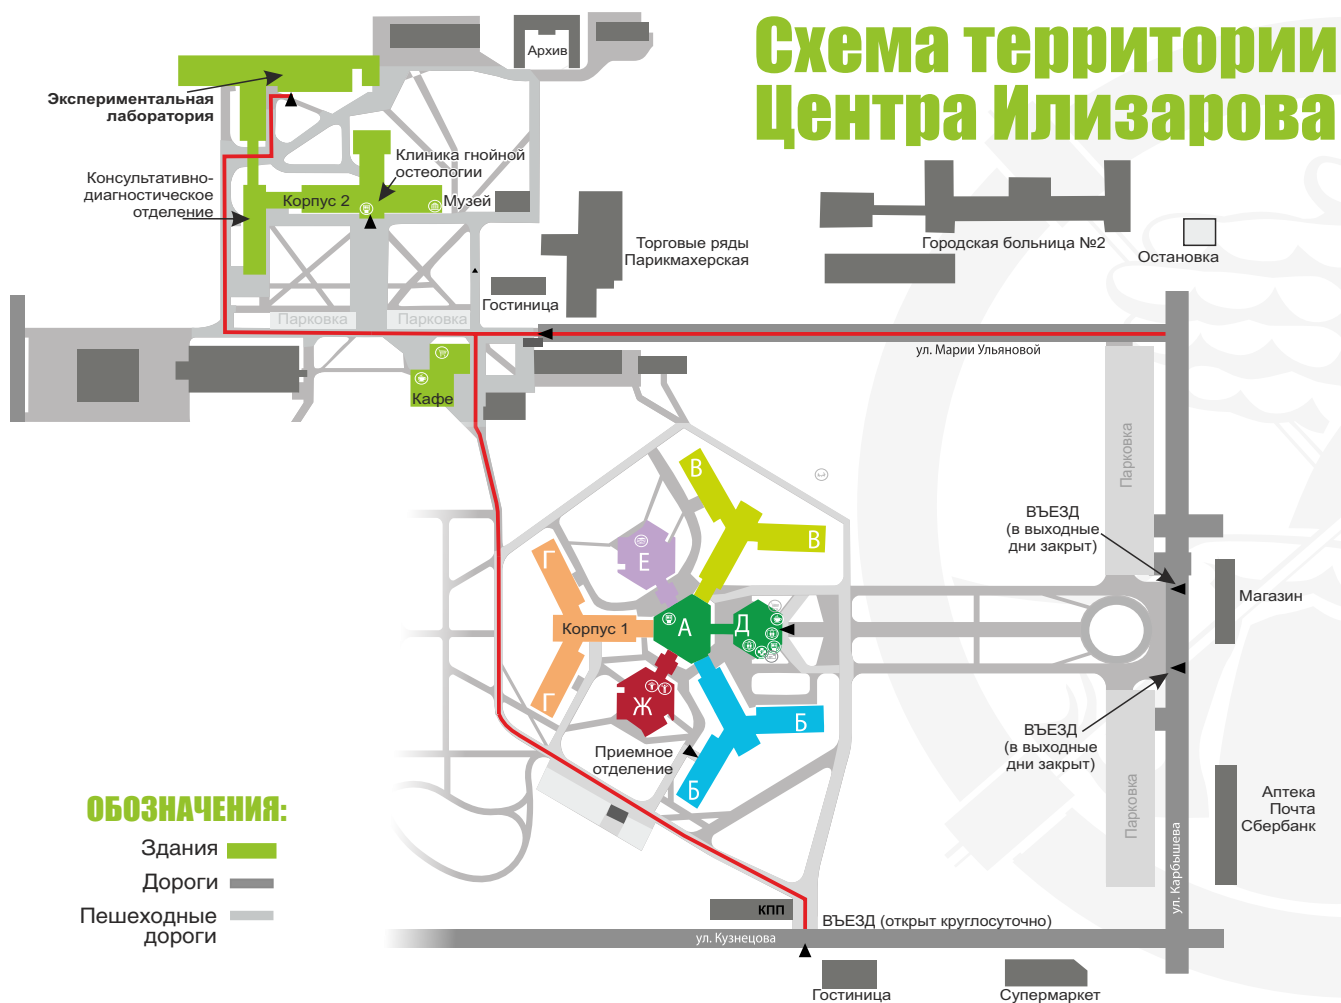 Схема территории
Центра Илизарова
Архив
Экспериментальная
лаборатория
Клиника гнойной
остеологии
Консультативно-
диагностическое
отделение
Корпус 2
Музей
Торговые ряды
Парикмахерская
Городская больница №2
Остановка
Гостиница
Парковка
Парковка
ул. Марии Ульяновой
Кафе
Парковка
В
В
Е
Г
Г
Корпус 1
А
Д
Ж
Б
Б
ВЪЕЗД
(в выходные
дни закрыт)
Магазин
Приемное
отделение
ВЪЕЗД
(в выходные
дни закрыт)
Парковка
Аптека
Почта
Сбербанк
ул. Карбышева
ОБОЗНАЧЕНИЯ:
Здания
Дороги
Пешеходные
дороги
КПП
ВЪЕЗД (открыт круглосуточно)
ул. Кузнецова
Гостиница
Супермаркет